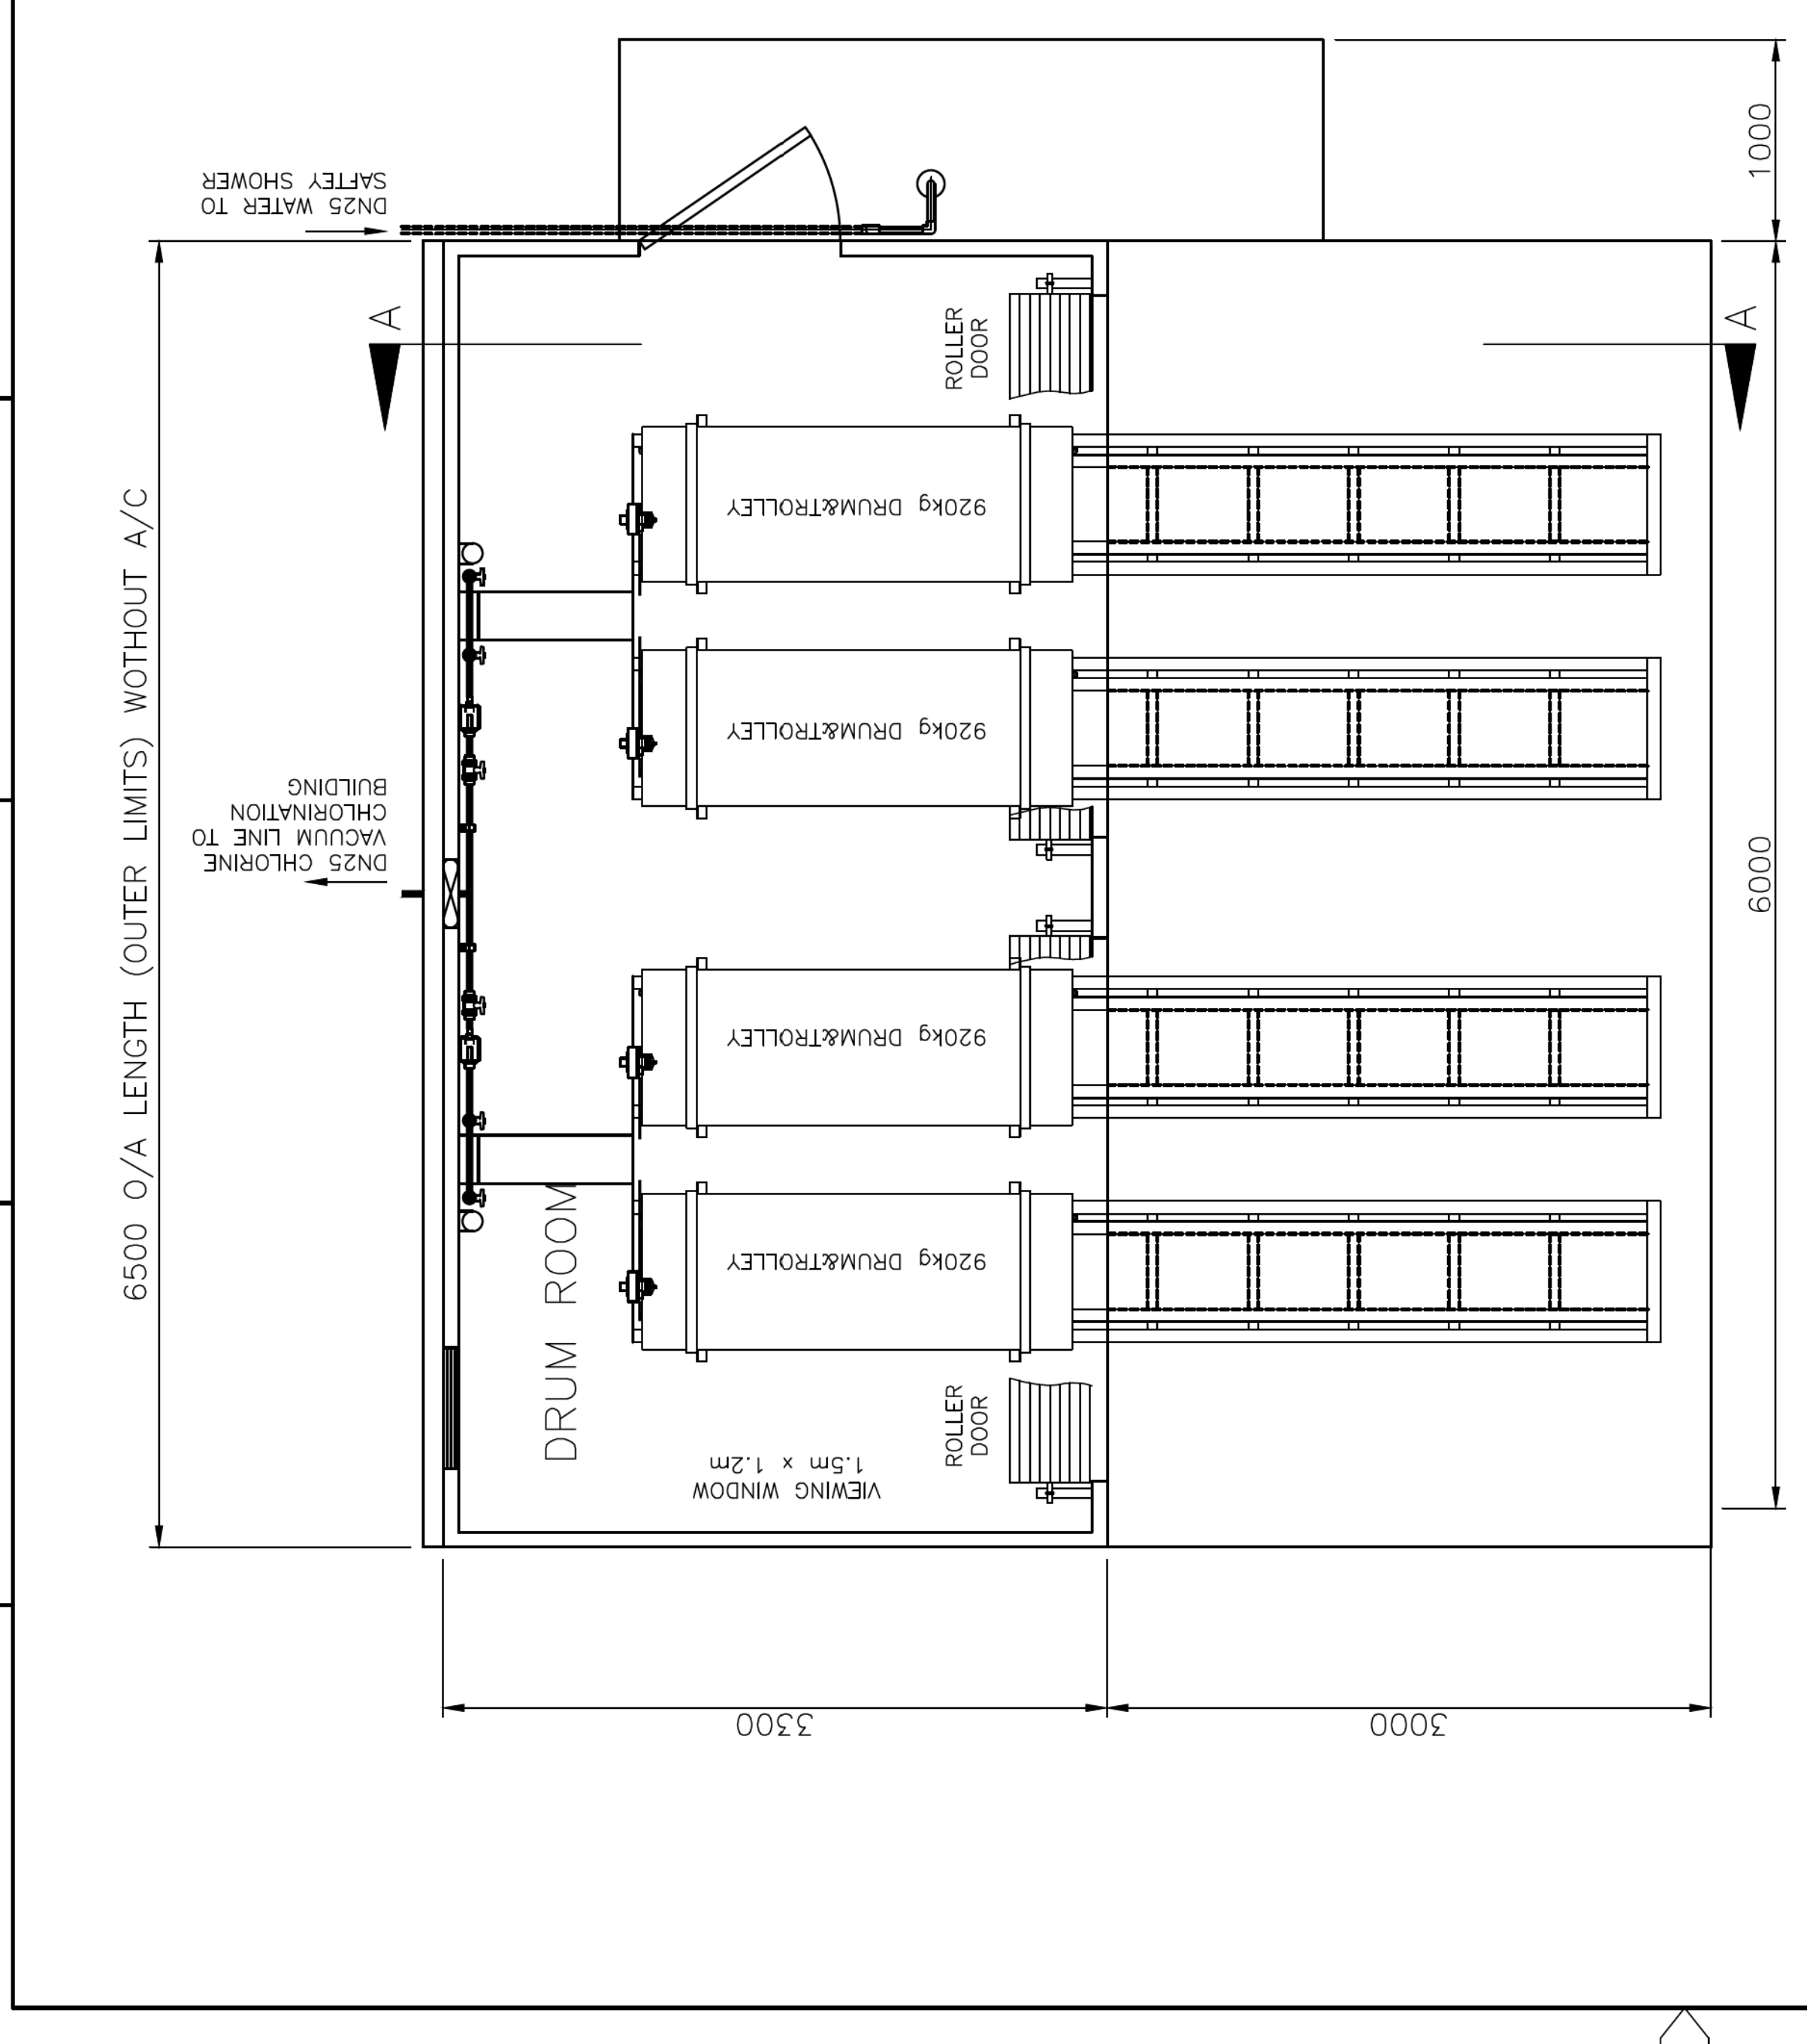 DN25 WATER TO
SAFTEY SHOWER
1000
A
A
ROLLER
DOOR
6500 O/A LENGTH (OUTER LIMITS) WOTHOUT A/C
920kg DRUM&TROLLEY
920kg DRUM&TROLLEY
DN25 CHLORINE
VACUUM LINE TO
CHLORINATION
BUILDING
6000
920kg DRUM&TROLLEY
920kg DRUM&TROLLEY
DRUM ROOM
ROLLER
DOOR
VIEWING WINDOW
1.5m x 1.2m
3300
3000